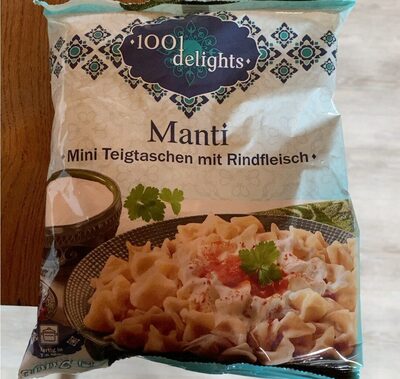 1001
delights
Manti
Mini Teigtaschen mit Rindfleisch